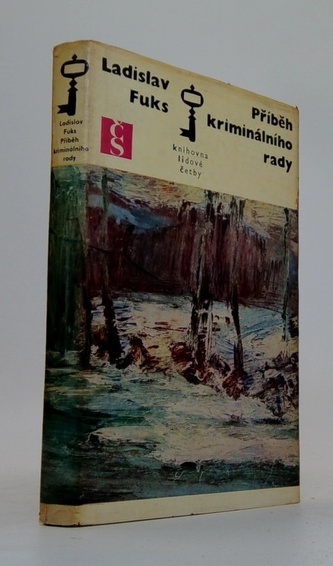 Ladislav
Fuks
Příběh
kriminálního
rady
ČS
knihovna
lidové
četby
Ladislav
Fuks
Příběh
kriminálního
rady